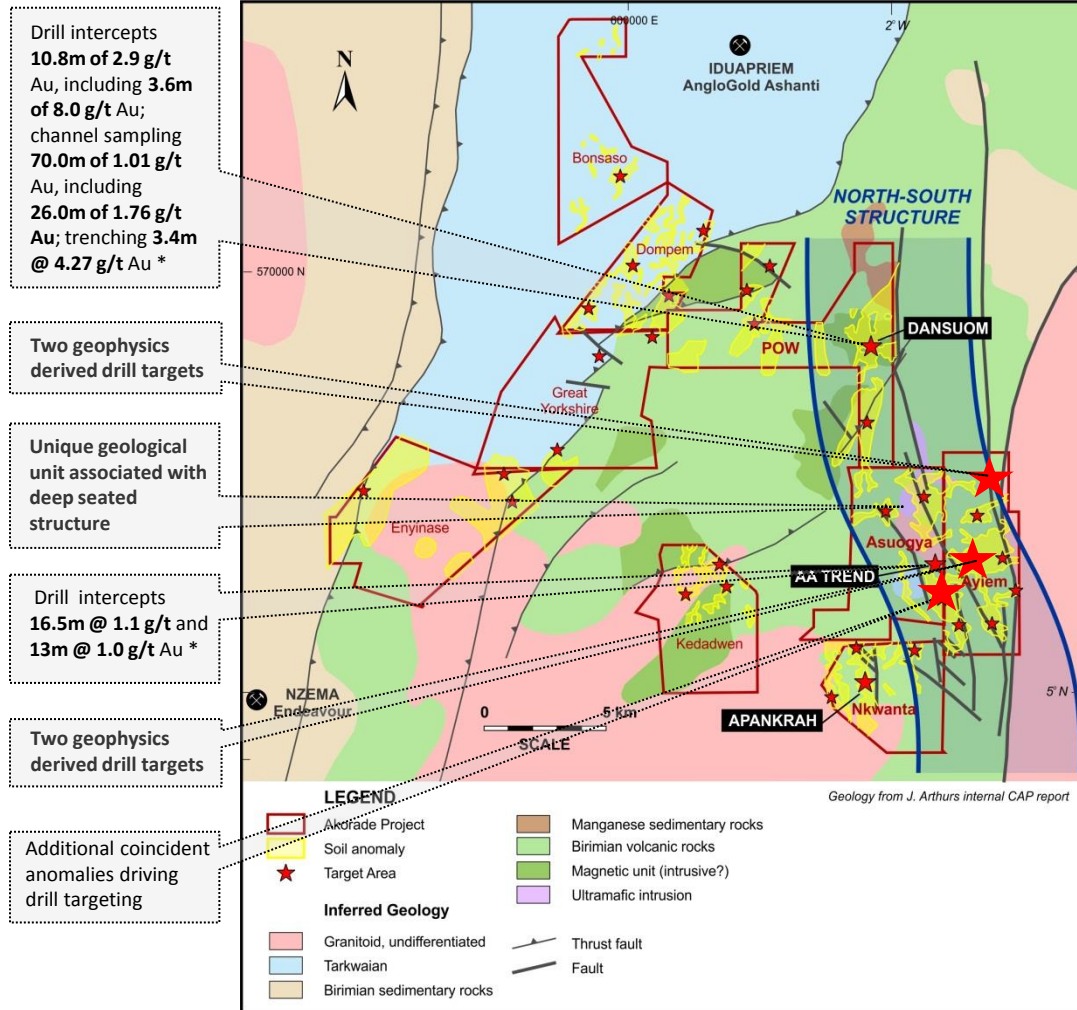 Drill intercepts
10.8m of 2.9 g/t
Au, including 3.6m
of 8.0 g/t Au;
channel sampling
70.0m of 1.01 g/t
Au, including
26.0m of 1.76 g/t
Au; trenching 3.4m
@ 4.27 g/t Au *
Two geophysics
derived drill targets
Unique geological
unit associated with
deep seated
structure
Drill intercepts
16.5m @ 1.1 g/t and
13m @ 1.0 g/t Au *
Two geophysics
derived drill targets
Additional coincident
anomalies driving
drill targeting
600000 E
2° W
N
IDUAPRIEM
AngloGold Ashanti
Bonsaso
NORTH-SOUTH
STRUCTURE
Dompem
570000 N
DANSUOM
POW
Great
Yorkshire
Enyinase
Asuogya
AA TREND
Ayiem
Kedadwen
NZEMA
Endeavour
5° N
Nkwanta
APANKRAH
0 5 km
SCALE
Geology from J. Arthurs internal CAP report
LEGEND
Akorade Project
Soil anomaly
Target Area
Inferred Geology
Granitoid, undifferentiated
Tarkwaian
Birimian sedimentary rocks
Manganese sedimentary rocks
Birimian volcanic rocks
Magnetic unit (intrusive?)
Ultramafic intrusion
Thrust fault
Fault